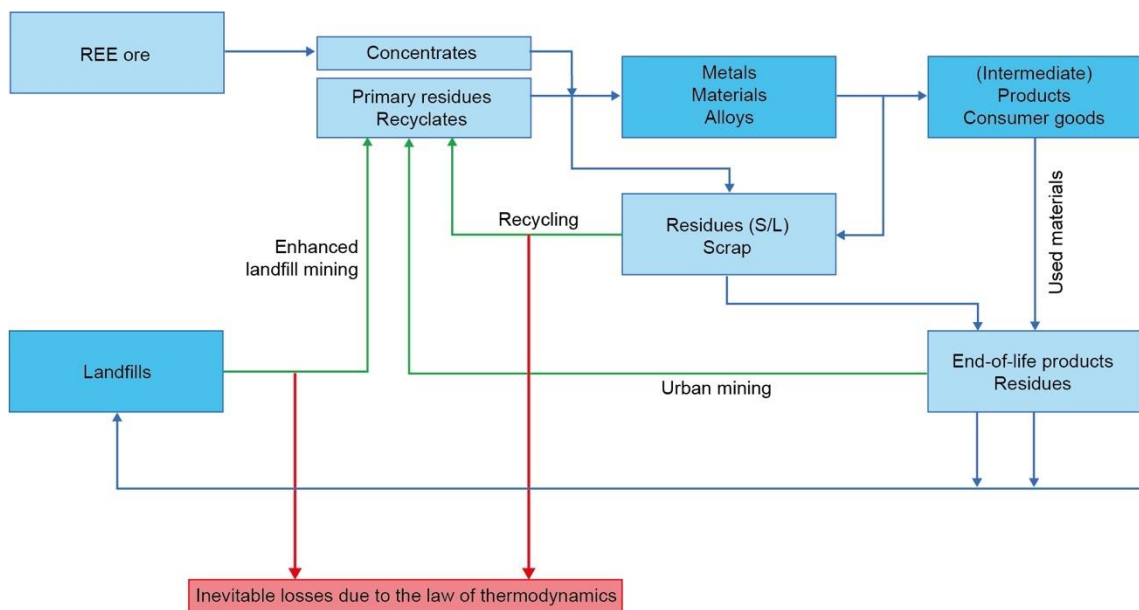 REE ore
Concentrates
Primary residues
Recyclates
Metals
Materials
Alloys
(Intermediate)
Products
Consumer goods
Enhanced
landfill mining
Recycling
Residues (S/L)
Scrap
Used materials
Landfills
Urban mining
End-of-life products
Residues
Inevitable losses due to the law of thermodynamics